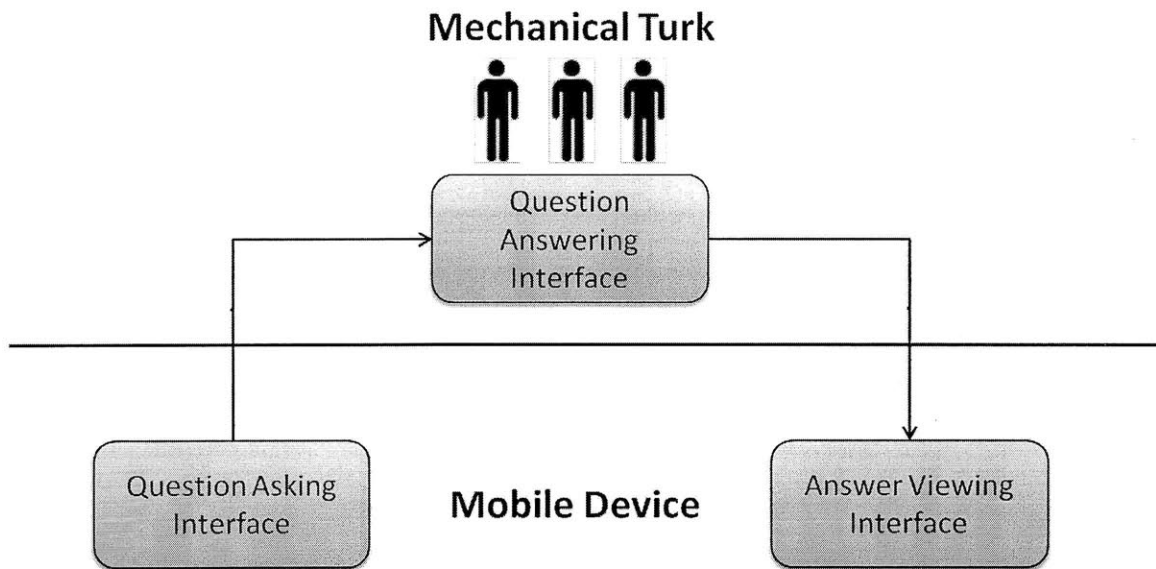 Mechanical Turk
Question
Answering
Interface
Question Asking
Interface
Mobile Device
Answer Viewing
Interface